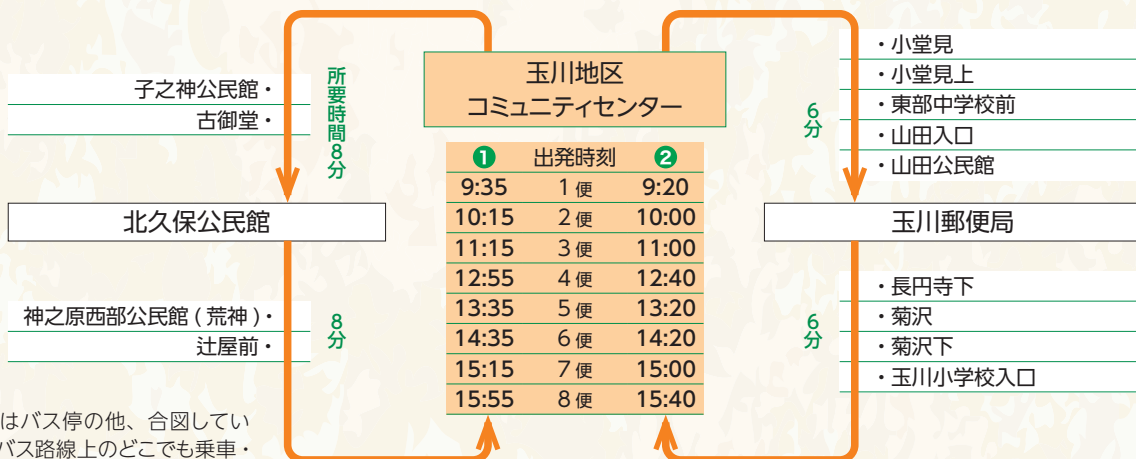 玉川地区
コミュニティセンター
子之神公民館・
古御堂・
所要時間8分
北久保公民館
神之原西部公民館(荒神)・
辻屋前・
8分
はバス停の他、合図してい
バス路線上のどこでも乗車・
❶ 出発時刻 ❷
9:35 1便 9:20
10:15 2便 10:00
11:15 3便 11:00
12:55 4便 12:40
13:35 5便 13:20
14:35 6便 14:20
15:15 7便 15:00
15:55 8便 15:40
6分
・小堂見
・小堂見上
・東部中学校前
・山田入口
・山田公民館
玉川郵便局
6分
・長円寺下
・菊沢
・菊沢下
・玉川小学校入口